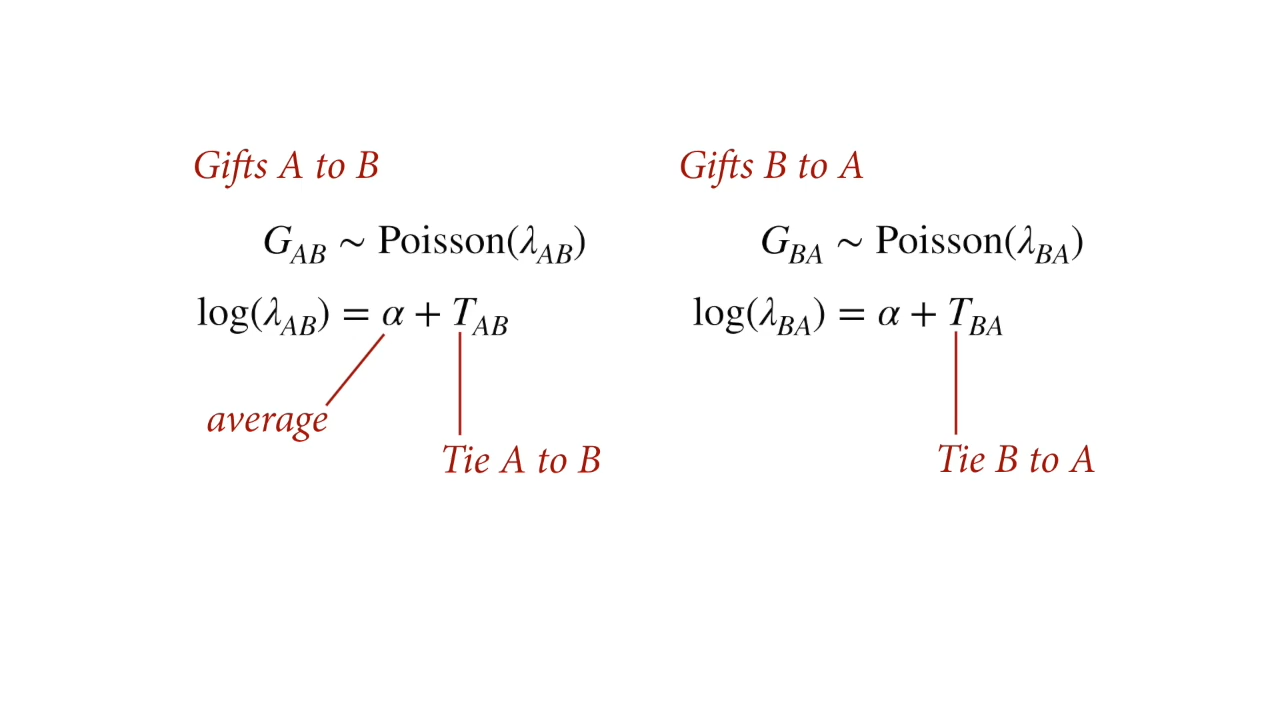 Gifts A to B
G_AB ~ Poisson(λ_AB)
log(λ_AB) = α + T_AB
average
Tie A to B
Gifts B to A
G_BA ~ Poisson(λ_BA)
log(λ_BA) = α + T_BA
Tie B to A